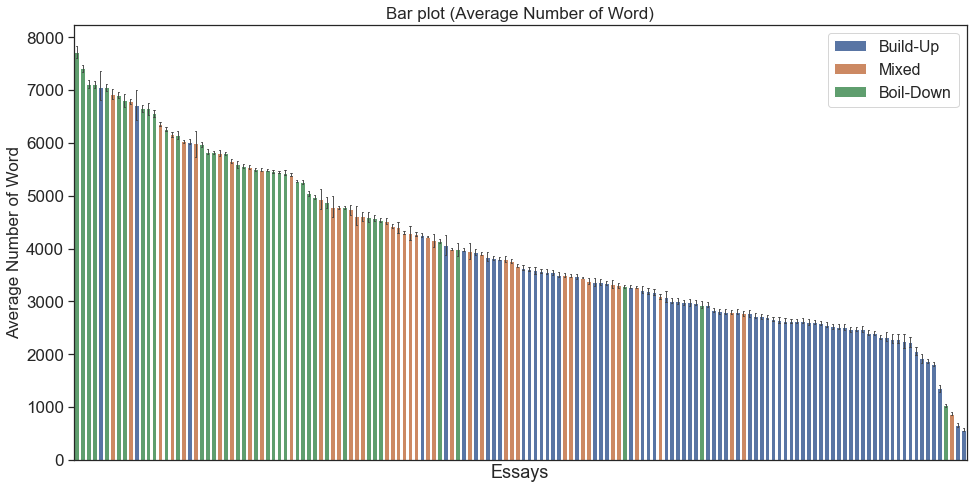 Bar plot (Average Number of Word)
8000
7000
6000
5000
4000
3000
2000
1000
0
Average Number of Word
Essays
Build-Up
Mixed
Boil-Down